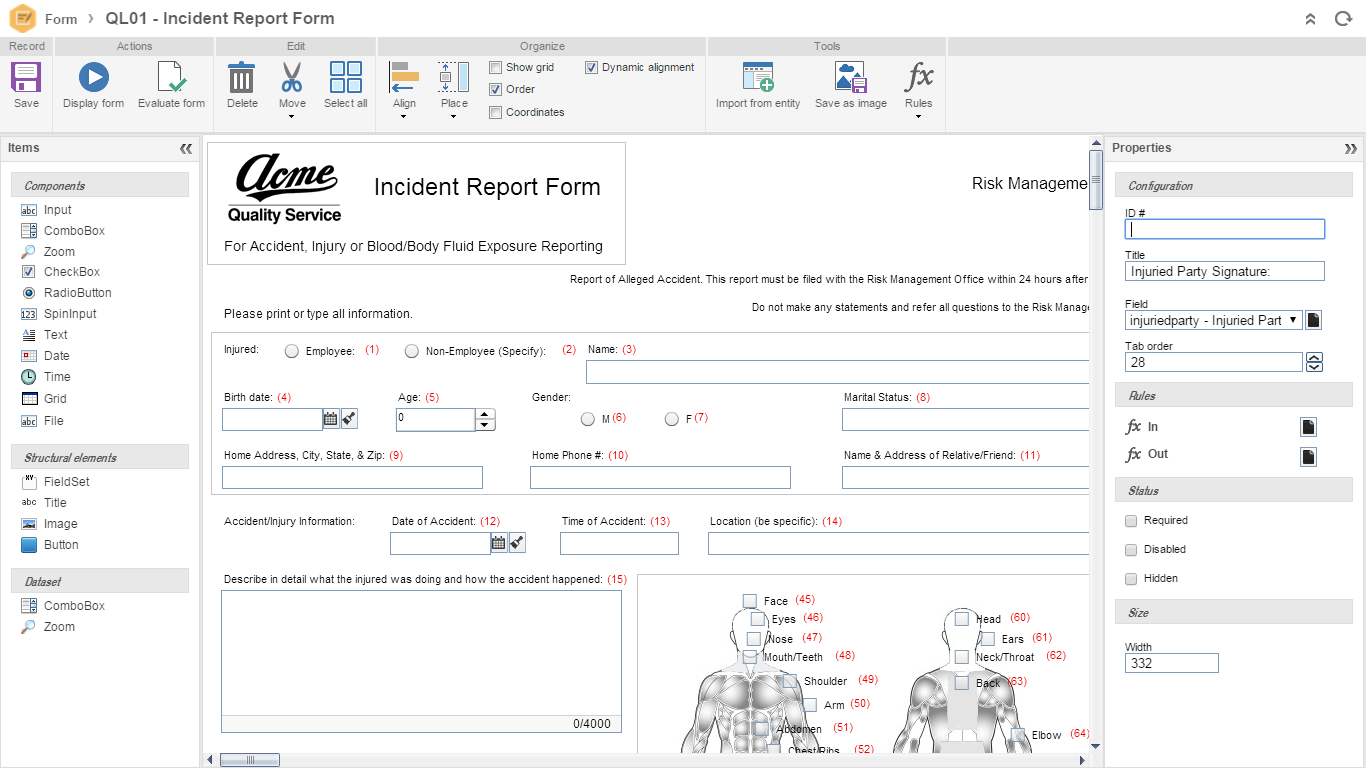 Form › QL01 - Incident Report Form
Record Actions Edit Organize Tools
Save
Display form
Evaluate form
Delete
Move
Select all
Align
Place
Show grid
Dynamic alignment
Order
Coordinates
Import from entity
Save as image
Rules
Items
Components
Input
ComboBox
Zoom
CheckBox
RadioButton
SpinInput
Text
Date
Time
Grid
File
Structural elements
FieldSet
Title
Image
Button
Dataset
ComboBox
Zoom
Acme
Quality Service
Incident Report Form
For Accident, Injury or Blood/Body Fluid Exposure Reporting
Risk Manageme
Report of Alleged Accident. This report must be filed with the Risk Management Office within 24 hours after
Do not make any statements and refer all questions to the Risk Manag
Please print or type all information.
Injured: Employee: (1) Non-Employee (Specify): (2) Name: (3)
Birth date: (4) Age: (5) Gender: Marital Status: (8)
0 M (6) F (7)
Home Address, City, State, & Zip: (9) Home Phone #: (10) Name & Address of Relative/Friend: (11)
Accident/Injury Information: Date of Accident: (12) Time of Accident: (13) Location (be specific): (14)
Describe in detail what the injured was doing and how the accident happened: (15)
0/4000
Face (45)
Eyes (46)
Nose (47)
Mouth/Teeth (48)
Shoulder (49)
Arm (50)
Abdomen (51)
Chest/Ribs (52)
Head (60)
Ears (61)
Neck/Throat (62)
Back (63)
Elbow (64)
Properties
Configuration
ID #
Title
Injuried Party Signature:
Field
injuriedparty - Injuried Part
Tab order
28
Rules
fx In
fx Out
Status
Required
Disabled
Hidden
Size
Width
332